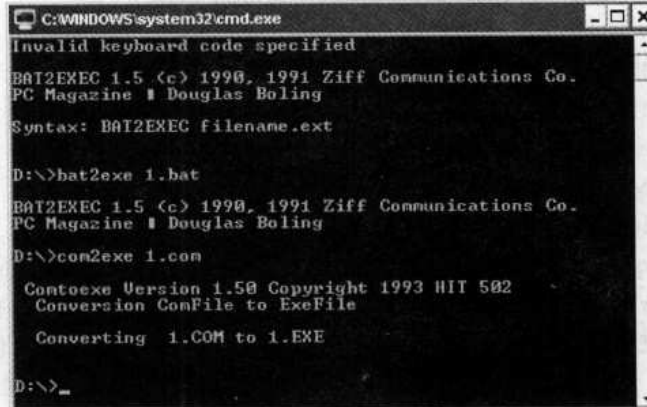 C:\WINDOWS\system32\cmd.exe
Invalid keyboard code specified
BAT2EXEC 1.5 (c) 1990, 1991 Ziff Communications Co.
PC Magazine ▮ Douglas Boling
Syntax: BAT2EXEC filename.ext
D:\>bat2exe 1.bat
BAT2EXEC 1.5 (c) 1990, 1991 Ziff Communications Co.
PC Magazine ▮ Douglas Boling
D:\>com2exe 1.com
Comtoexe Version 1.50 Copyright 1993 HIT 502
Conversion ComFile to ExeFile
Converting 1.COM to 1.EXE
D:\>_